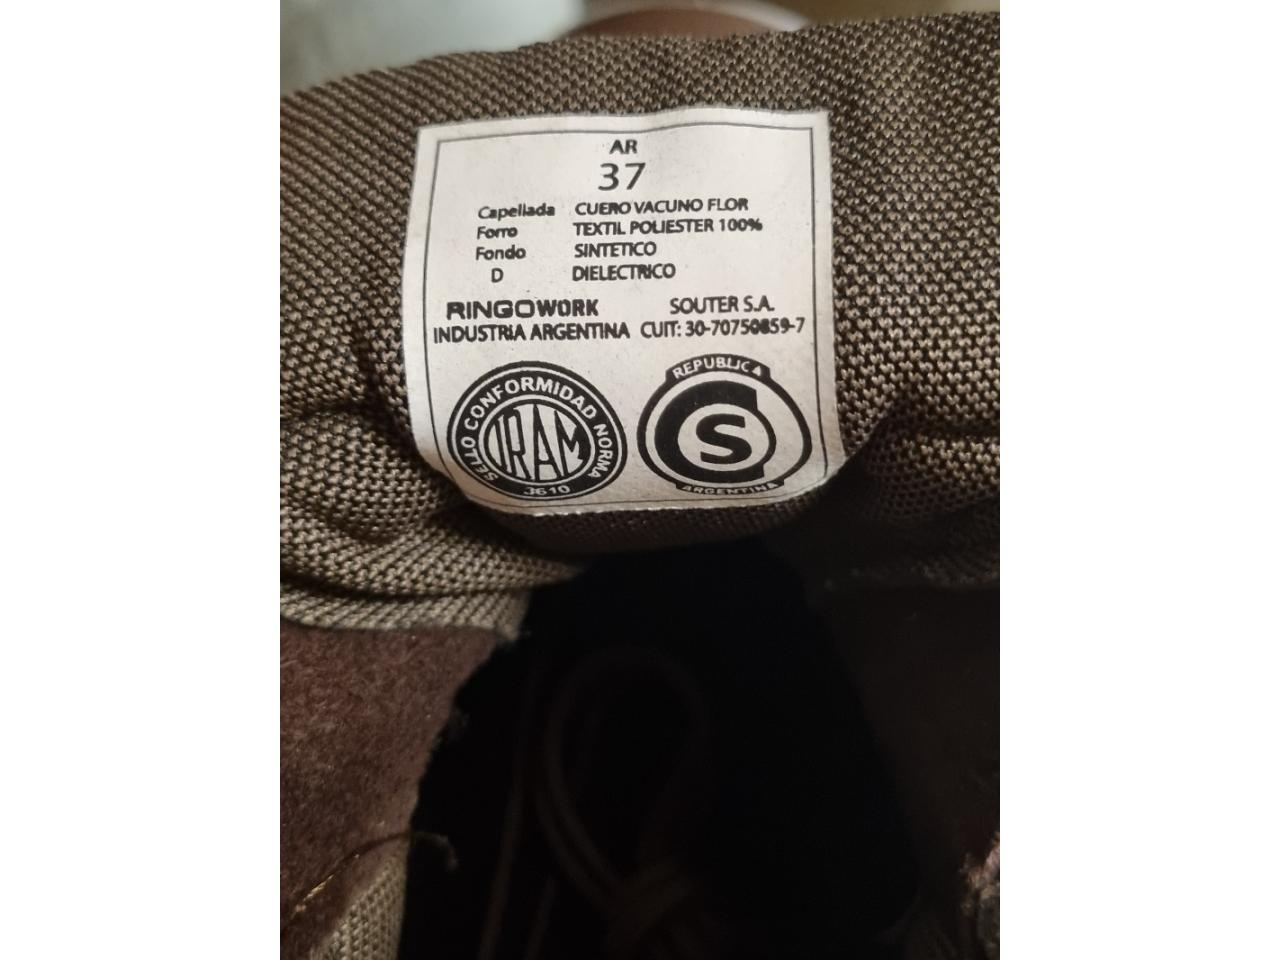 AR
37
Capellada CUERO VACUNO FLOR
Forro TEXTIL POLIESTER 100%
Fondo SINTETICO
D DIELECTRICO
RINGOWORK SOUTER S.A.
INDUSTRIA ARGENTINA CUIT: 30-70750859-7
SELLO CONFORMIDAD NORMA
IRAM
3610
REPUBLICA
S
ARGENTINA